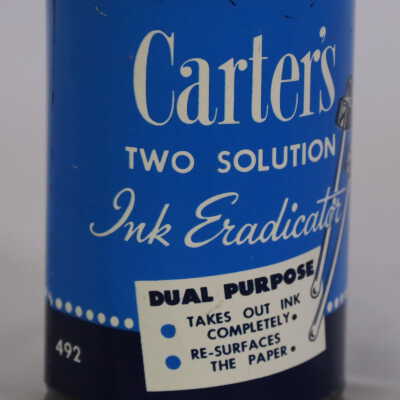 Carter's
TWO SOLUTION
Ink Eradicator
DUAL PURPOSE
TAKES OUT INK
COMPLETELY.
RE-SURFACES
THE PAPER.
492